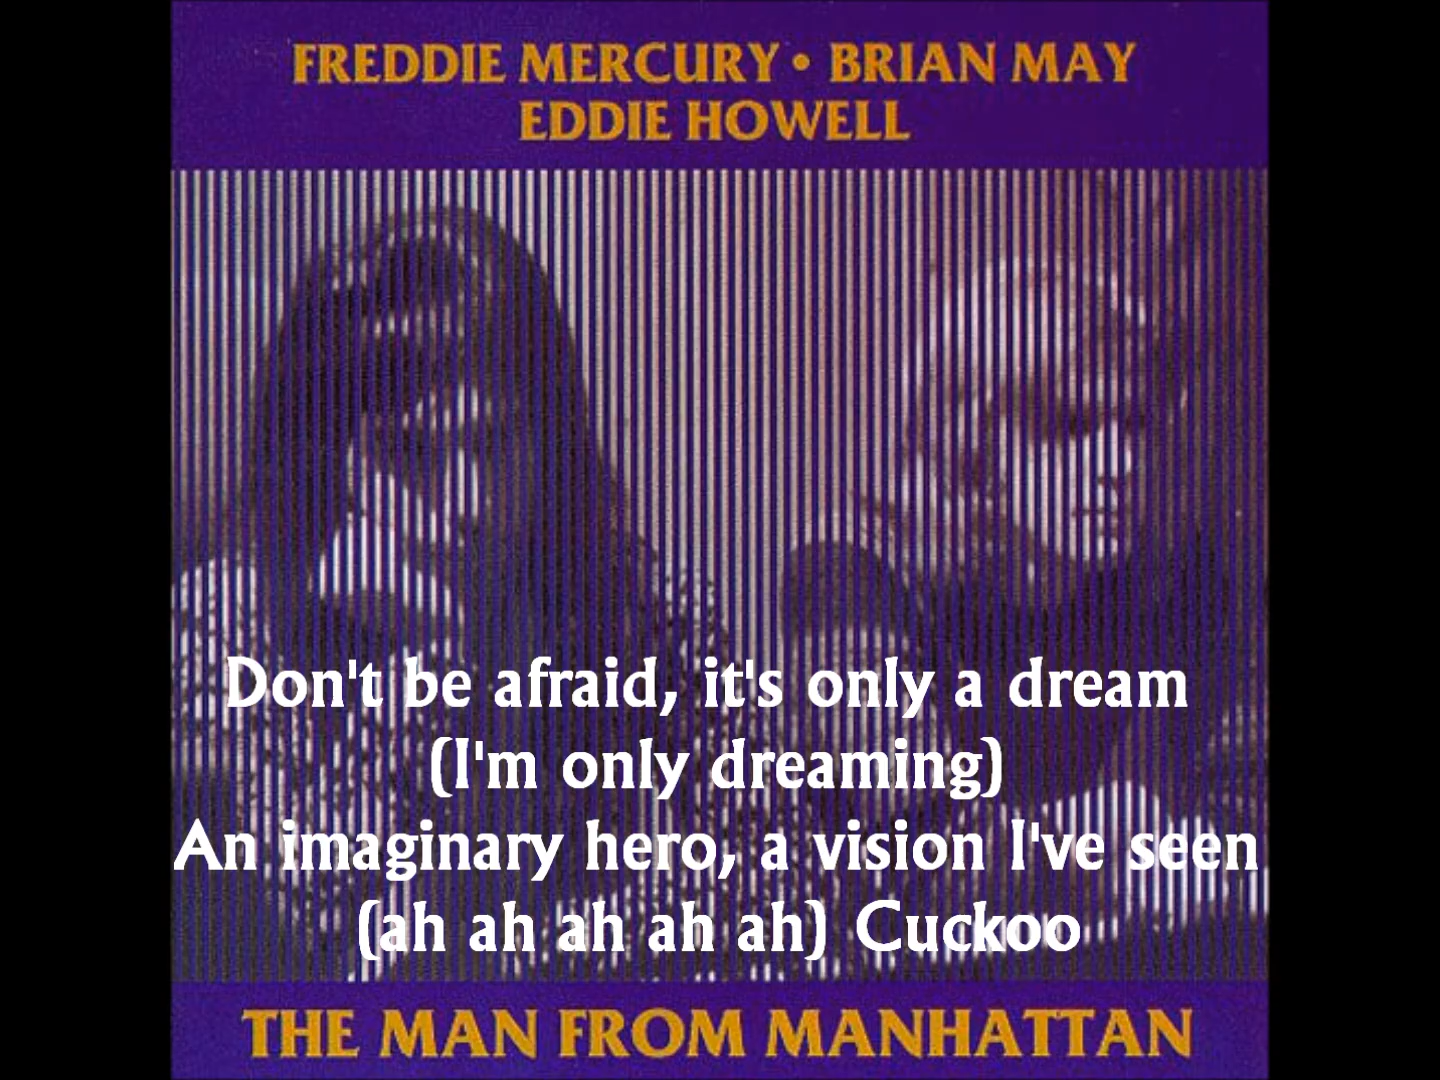 FREDDIE MERCURY • BRIAN MAY
EDDIE HOWELL
Don't be afraid, it's only a dream
(I'm only dreaming)
An imaginary hero, a vision I've seen
(ah ah ah ah ah) Cuckoo
THE MAN FROM MANHATTAN